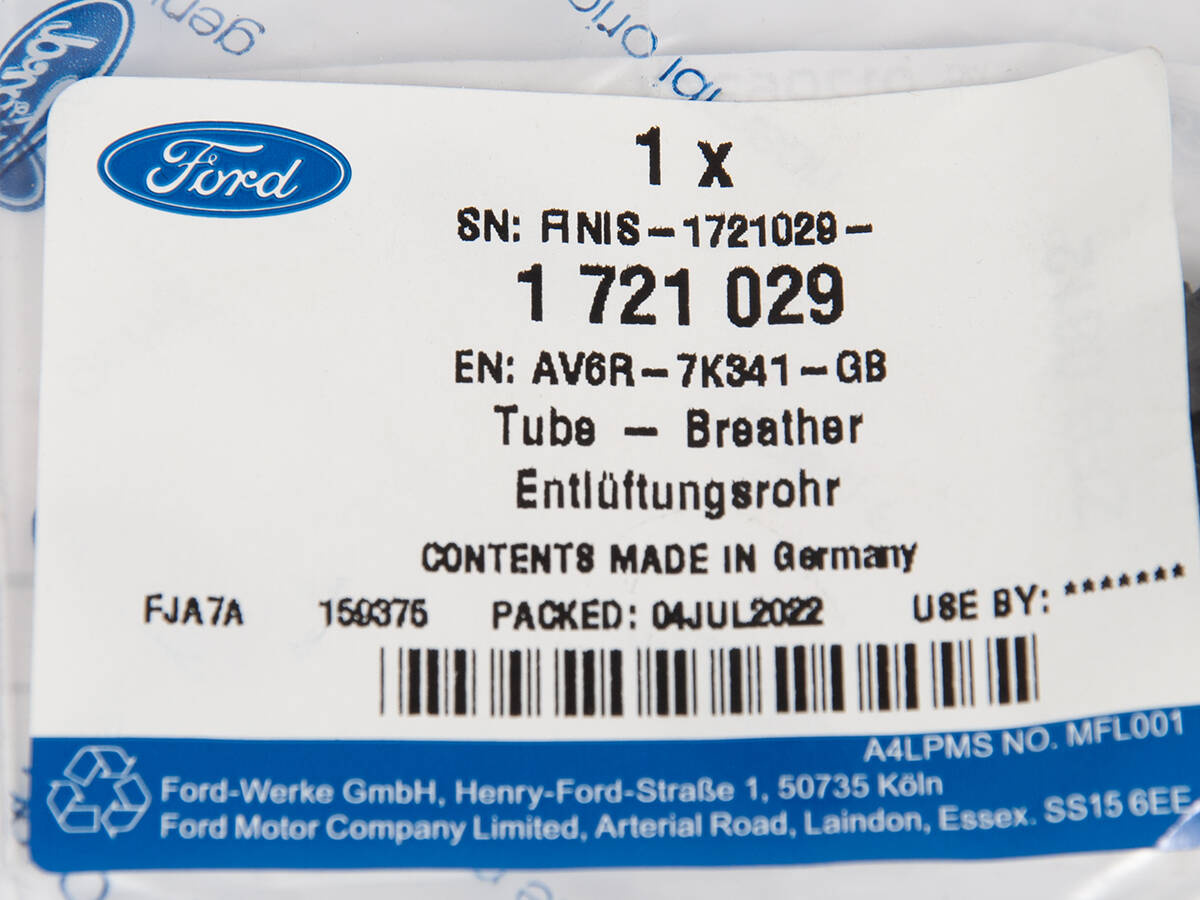 genu
Ford
1 x
SN: FINIS-1721029-
1 721 029
EN: AV6R-7K341-GB
Tube - Breather
Entlüftungsrohr
CONTENTS MADE IN Germany
FJA7A 159375 PACKED: 04JUL2022 USE BY: *******
A4LPMS NO. MFL001
Ford-Werke GmbH, Henry-Ford-Straße 1, 50735 Köln
Ford Motor Company Limited, Arterial Road, Laindon, Essex. SS15 6EE